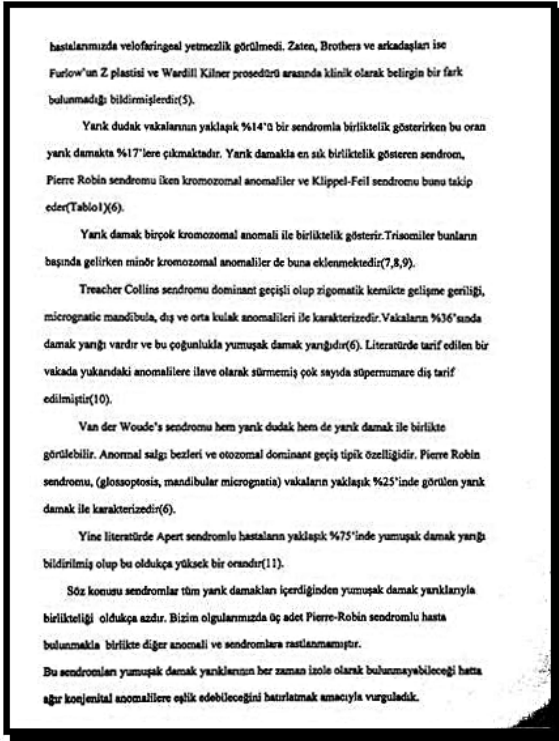 hastalarımızda velofaringeal yetmezlik görülmedi. Zaten, Brothers ve arkadaşları ise
Furlow'un Z plastisi ve Wardill Kilner prosedürü arasında klinik olarak belirgin bir fark
bulunmadığı bildirmişlerdir(5).
Yarık dudak vakalarının yaklaşık %14'ü bir sendromla birliktelik gösterirken bu oran
yarık damakta %17'lere çıkmaktadır. Yarık damakla en sık birliktelik gösteren sendrom,
Pierre Robin sendromu iken kromozomal anomaliler ve Klippel-Feil sendromu bunu takip
eder(Tablo1)(6).
Yarık damak birçok kromozomal anomali ile birliktelik gösterir.Trisomiler bunların
başında gelirken minör kromozomal anomaliler de buna eklenmektedir(7,8,9).
Treacher Collins sendromu dominant geçişli olup zigomatik kemikte gelişme geriliği,
micrognatic mandibula, dış ve orta kulak anomalileri ile karakterizedir.Vakaların %36'sında
damak yarığı vardır ve bu çoğunlukla yumuşak damak yarığıdır(6). Literatürde tarif edilen bir
vakada yukarıdaki anomalilere ilave olarak sürmemiş çok sayıda süpernumare diş tarif
edilmiştir(10).
Van der Woude's sendromu hem yarık dudak hem de yarık damak ile birlikte
görülebilir. Anormal salgı bezleri ve otozomal dominant geçiş tipik özelliğidir. Pierre Robin
sendromu, (glossoptosis, mandibular micrognatia) vakaların yaklaşık %25'inde görülen yarık
damak ile karakterizedir(6).
Yine literatürde Apert sendromlu hastaların yaklaşık %75'inde yumuşak damak yarığı
bildirilmiş olup bu oldukça yüksek bir orandır(11).
Söz konusu sendromlar tüm yarık damakları içerdiğinden yumuşak damak yarıklarıyla
birlikteliği oldukça azdır. Bizim olgularımızda üç adet Pierre-Robin sendromlu hasta
bulunmakla birlikte diğer anomali ve sendromlara rastlanmamıştır.
Bu sendromları yumuşak damak yarıklarının her zaman izole olarak bulunmayabileceği hatta
ağır konjenital anomalilere eşlik edebileceğini hatırlatmak amacıyla vurguladık.